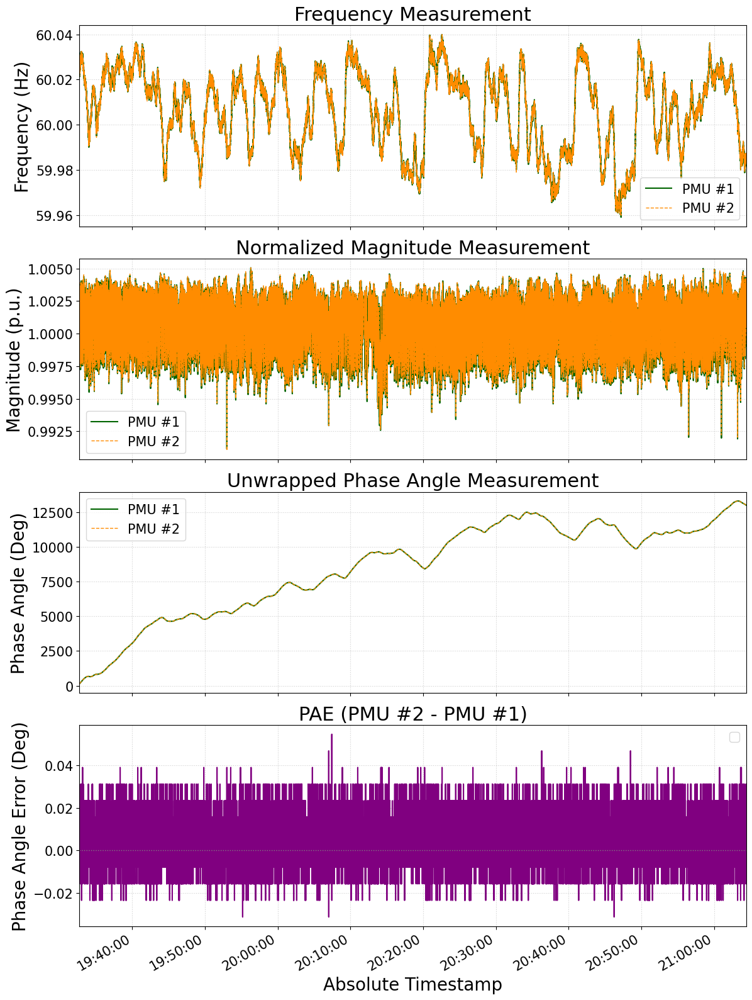 Frequency Measurement
60.04
60.02
60.00
59.98
59.96
Frequency (Hz)
PMU #1
PMU #2
Normalized Magnitude Measurement
1.0050
1.0025
1.0000
0.9975
0.9950
0.9925
Magnitude (p.u.)
PMU #1
PMU #2
Unwrapped Phase Angle Measurement
12500
10000
7500
5000
2500
0
Phase Angle (Deg)
PMU #1
PMU #2
PAE (PMU #2 - PMU #1)
0.04
0.02
0.00
−0.02
Phase Angle Error (Deg)
19:40:00
19:50:00
20:00:00
20:10:00
20:20:00
20:30:00
20:40:00
20:50:00
21:00:00
Absolute Timestamp